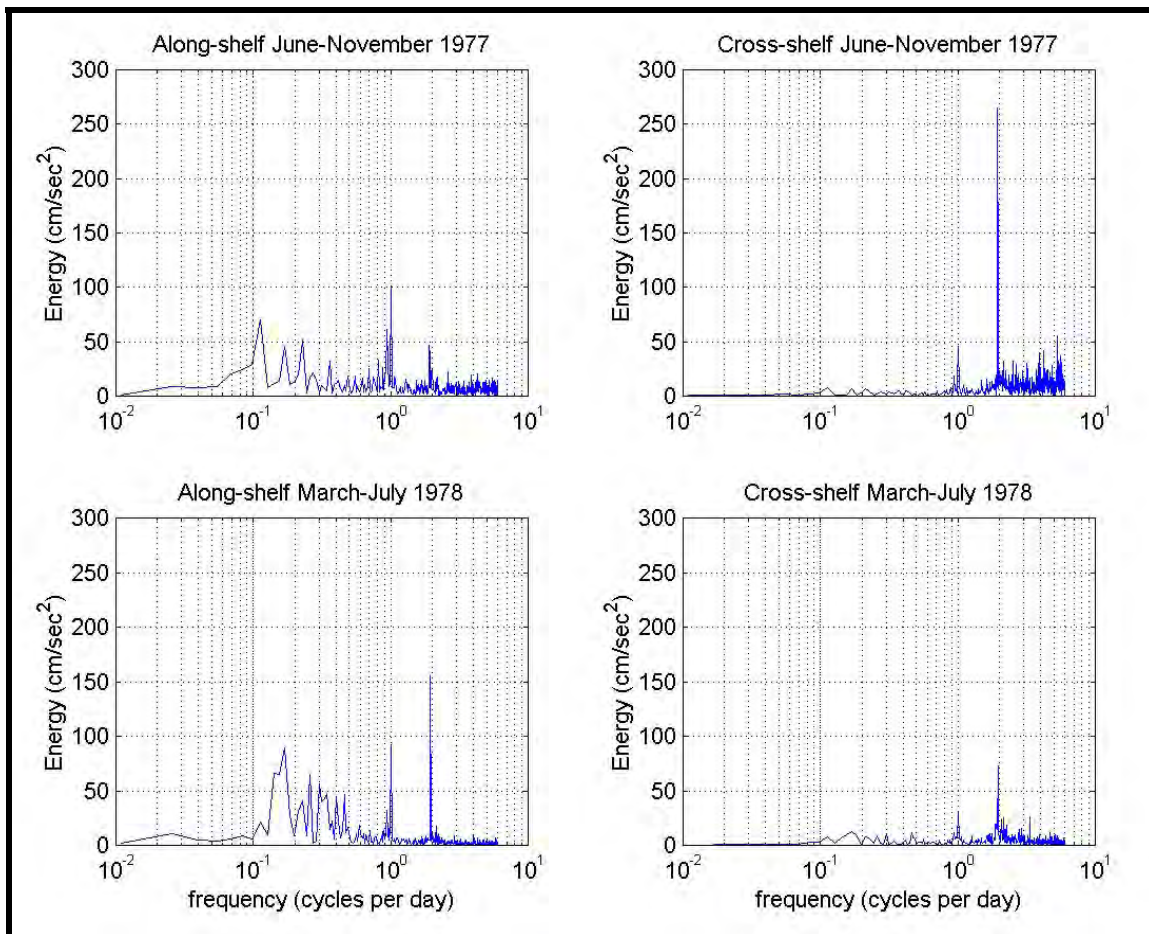 Along-shelf June-November 1977
300
250
200
150
100
50
0
Energy (cm/sec²)
10⁻² 10⁻¹ 10⁰ 10¹
Cross-shelf June-November 1977
300
250
200
150
100
50
0
Energy (cm/sec²)
10⁻² 10⁻¹ 10⁰ 10¹
Along-shelf March-July 1978
300
250
200
150
100
50
0
Energy (cm/sec²)
10⁻² 10⁻¹ 10⁰ 10¹
frequency (cycles per day)
Cross-shelf March-July 1978
300
250
200
150
100
50
0
Energy (cm/sec²)
10⁻² 10⁻¹ 10⁰ 10¹
frequency (cycles per day)